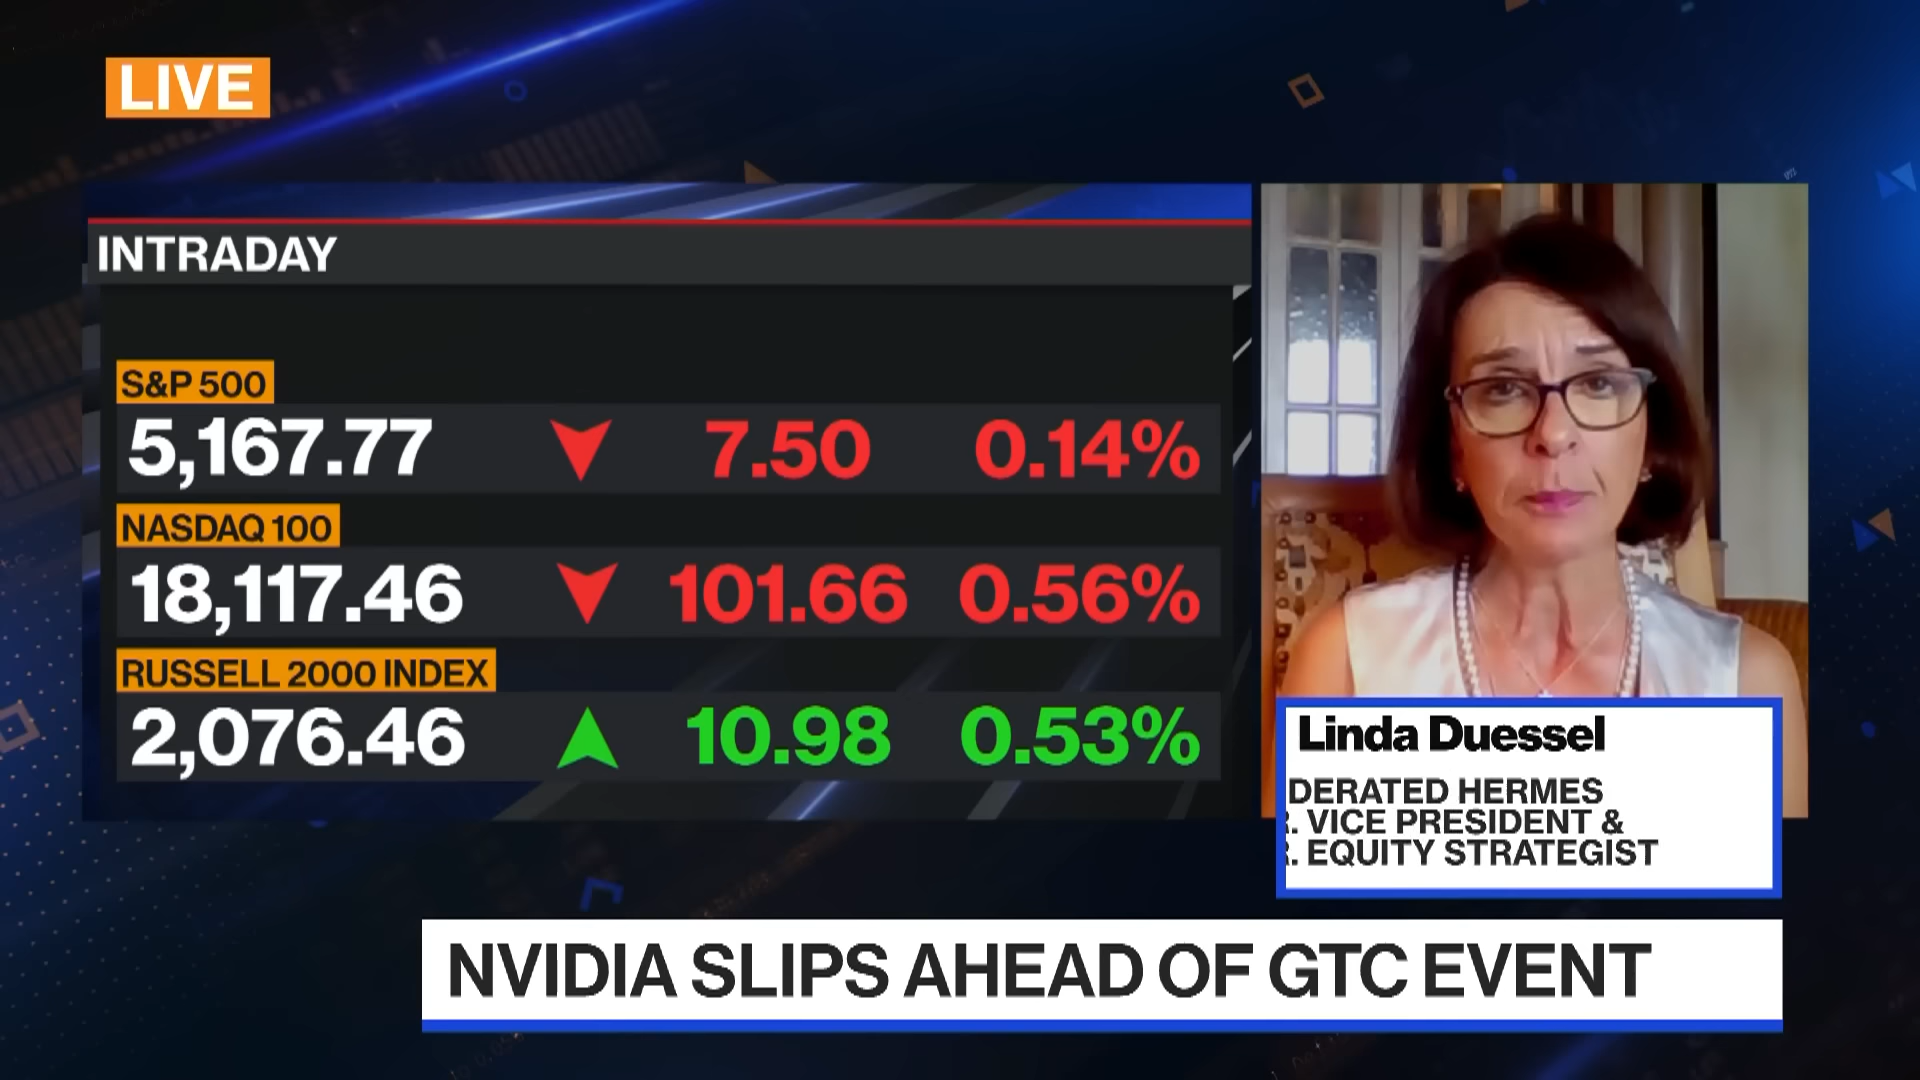 LIVE
INTRADAY
S&P 500
5,167.77 ▼ 7.50 0.14%
NASDAQ 100
18,117.46 ▼ 101.66 0.56%
RUSSELL 2000 INDEX
2,076.46 ▲ 10.98 0.53%
Linda Duessel
DERATED HERMES
. VICE PRESIDENT &
. EQUITY STRATEGIST
NVIDIA SLIPS AHEAD OF GTC EVENT